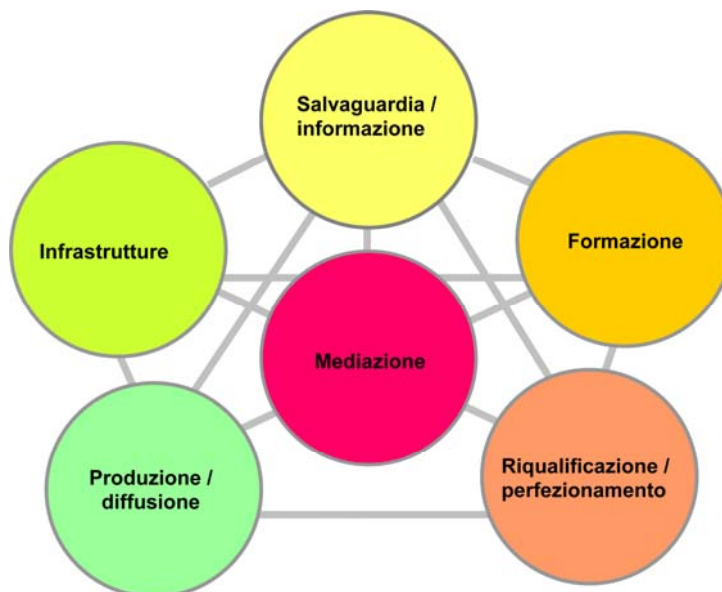 Salvaguardia /
informazione
Infrastrutture
Formazione
Mediazione
Produzione /
diffusione
Riqualificazione /
perfezionamento